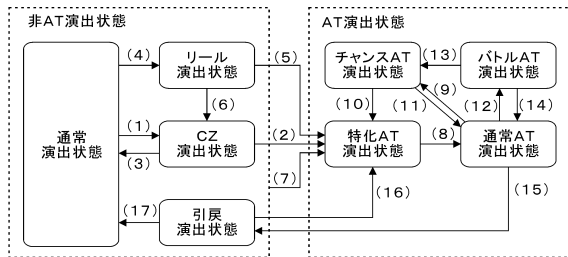 非AT演出状態
AT演出状態
通常
演出状態
(4)
リール
演出状態
(5)
(6)
(1)
CZ
演出状態
(2)
(3)
(7)
(17)
引戻
演出状態
チャンスAT
演出状態
(13)
バトルAT
演出状態
(9)
(10)
(11)
(12)
(14)
特化AT
演出状態
(8)
通常AT
演出状態
(16)
(15)